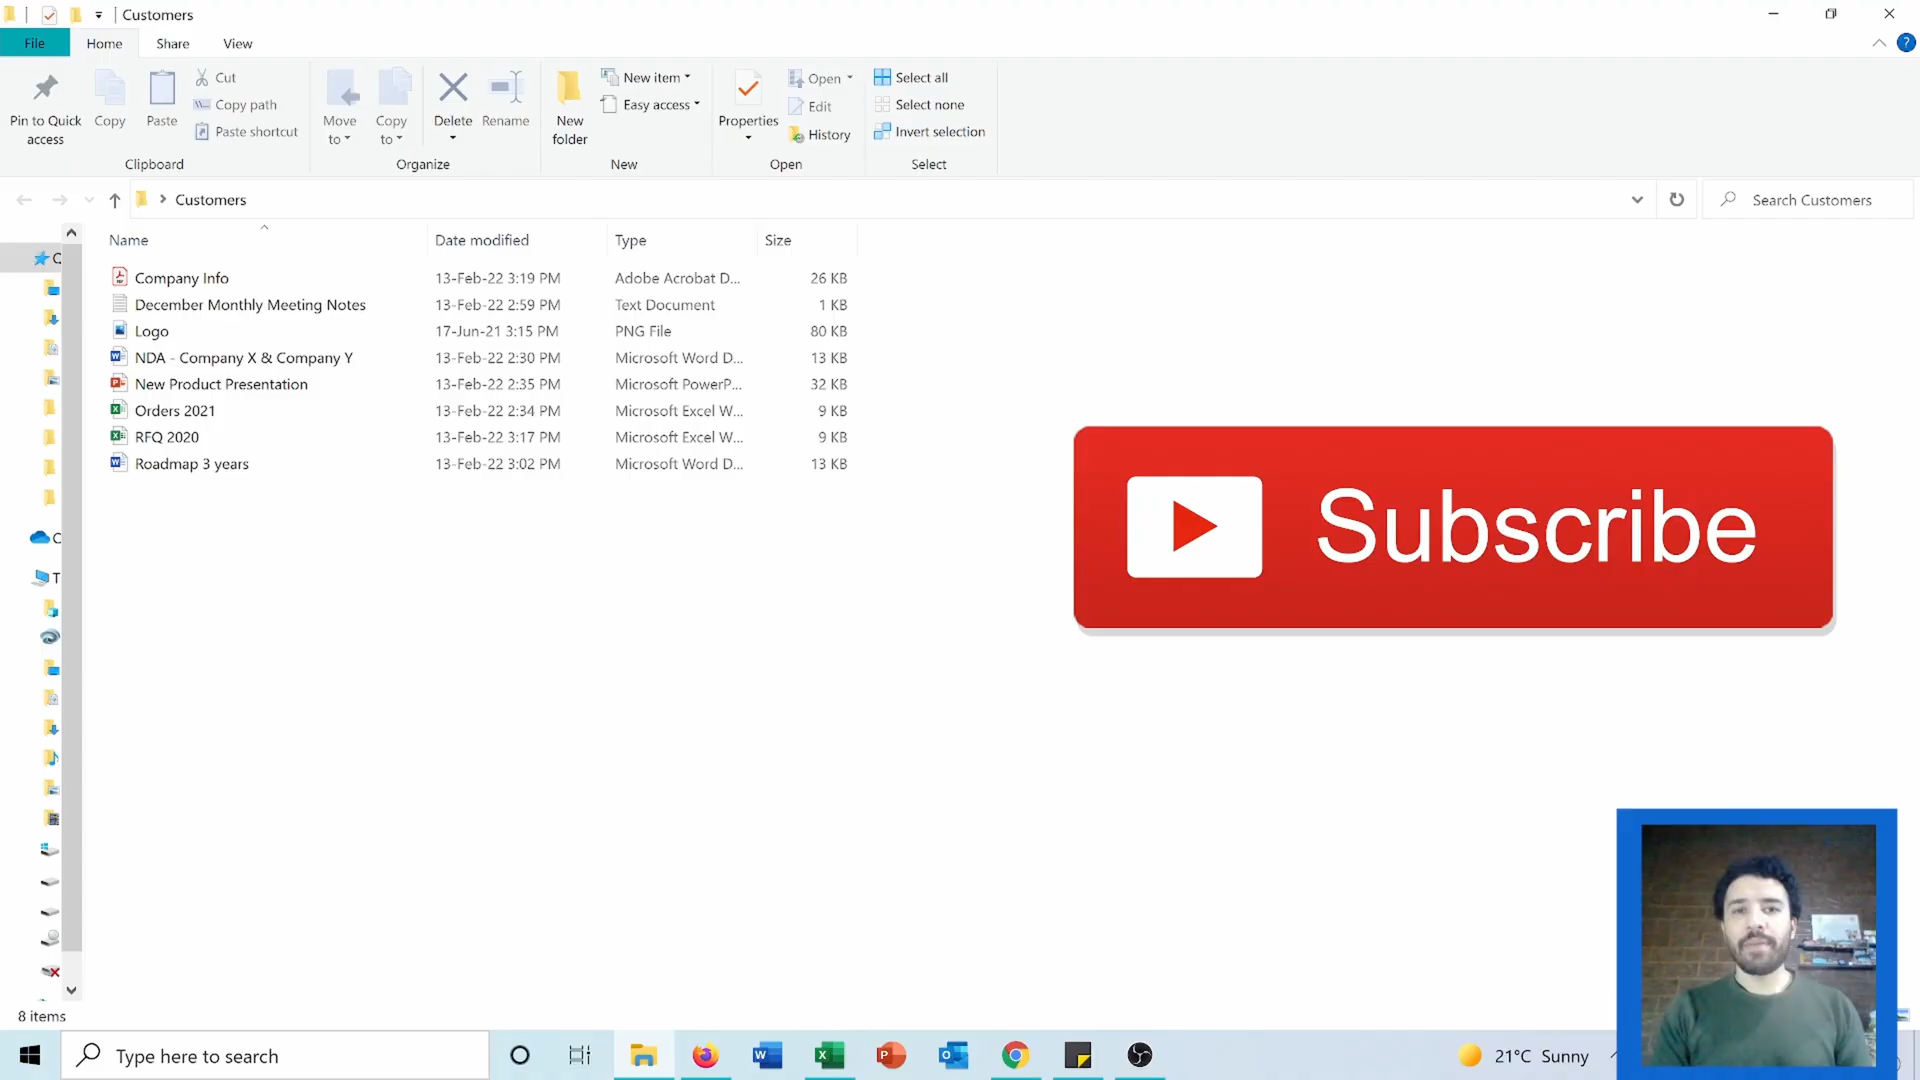 Customers
File Home Share View
Pin to Quick access
Copy
Paste
Cut
Copy path
Paste shortcut
Clipboard
Move to
Copy to
Delete
Rename
Organize
New folder
New item
Easy access
New
Properties
Open
Edit
History
Open
Select all
Select none
Invert selection
Select
Customers
Search Customers
Name Date modified Type Size
Company Info 13-Feb-22 3:19 PM Adobe Acrobat D... 26 KB
December Monthly Meeting Notes 13-Feb-22 2:59 PM Text Document 1 KB
Logo 17-Jun-21 3:15 PM PNG File 80 KB
NDA - Company X & Company Y 13-Feb-22 2:30 PM Microsoft Word D... 13 KB
New Product Presentation 13-Feb-22 2:35 PM Microsoft PowerP... 32 KB
Orders 2021 13-Feb-22 2:34 PM Microsoft Excel W... 9 KB
RFQ 2020 13-Feb-22 3:17 PM Microsoft Excel W... 9 KB
Roadmap 3 years 13-Feb-22 3:02 PM Microsoft Word D... 13 KB
Subscribe
8 items
Type here to search
21°C Sunny